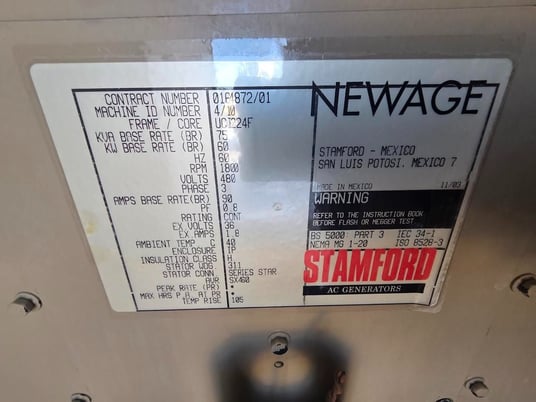 CONTRACT NUMBER 01F4872/01
MACHINE ID NUMBER 4/10
FRAME / CORE UCI224F
KVA BASE RATE (BR) 75
KW BASE RATE (BR) 60
HZ 60
RPM 1800
VOLTS 480
PHASE 3
AMPS BASE RATE(BR) 90
PF 0.8
RATING CONT
EX VOLTS 36
EX AMPS 1.8
AMBIENT TEMP C 40
ENCLOSURE IP
INSULATION CLASS H
STATOR WDG. 311
STATOR CONN SERIES STAR
AVR SX460
PEAK RATE (PR) *
MAX HRS P.A. AT PR *
TEMP RISE 105
NEWAGE
STAMFORD - MEXICO
SAN LUIS POTOSI. MEXICO 7
MADE IN MEXICO 11/03
WARNING
REFER TO THE INSTRUCTION BOOK
BEFORE FLASH OR MEGGER TEST
BS 5000: PART 3 IEC 34-1
NEMA MG 1-20 ISO 8528-3
STAMFORD
AC GENERATORS